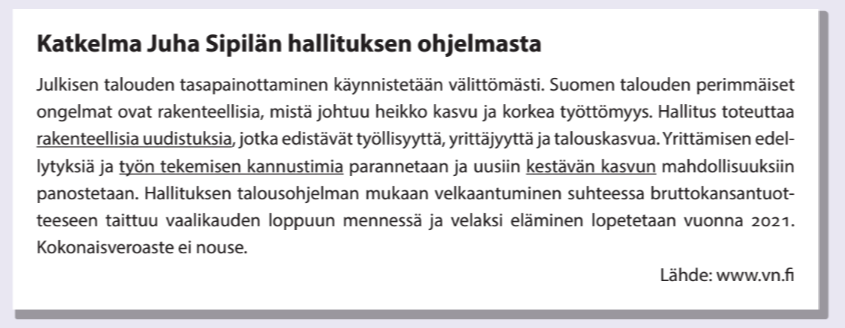 Katkelma Juha Sipilän hallituksen ohjelmasta
Julkisen talouden tasapainottaminen käynnistetään välittömästi. Suomen talouden perimmäiset
ongelmat ovat rakenteellisia, mistä johtuu heikko kasvu ja korkea työttömyys. Hallitus toteuttaa
rakenteellisia uudistuksia, jotka edistävät työllisyyttä, yrittäjyyttä ja talouskasvua. Yrittämisen edel-
lytyksiä ja työn tekemisen kannustimia parannetaan ja uusiin kestävän kasvun mahdollisuuksiin
panostetaan. Hallituksen talousohjelman mukaan velkaantuminen suhteessa bruttokansantuot-
teeseen taittuu vaalikauden loppuun mennessä ja velaksi eläminen lopetetaan vuonna 2021.
Kokonaisveroaste ei nouse.
Lähde: www.vn.fi